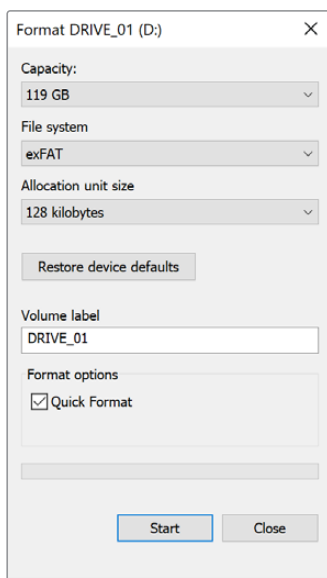 Format DRIVE_01 (D:)
Capacity:
119 GB
File system
exFAT
Allocation unit size
128 kilobytes
Restore device defaults
Volume label
DRIVE_01
Format options
Quick Format
Start Close